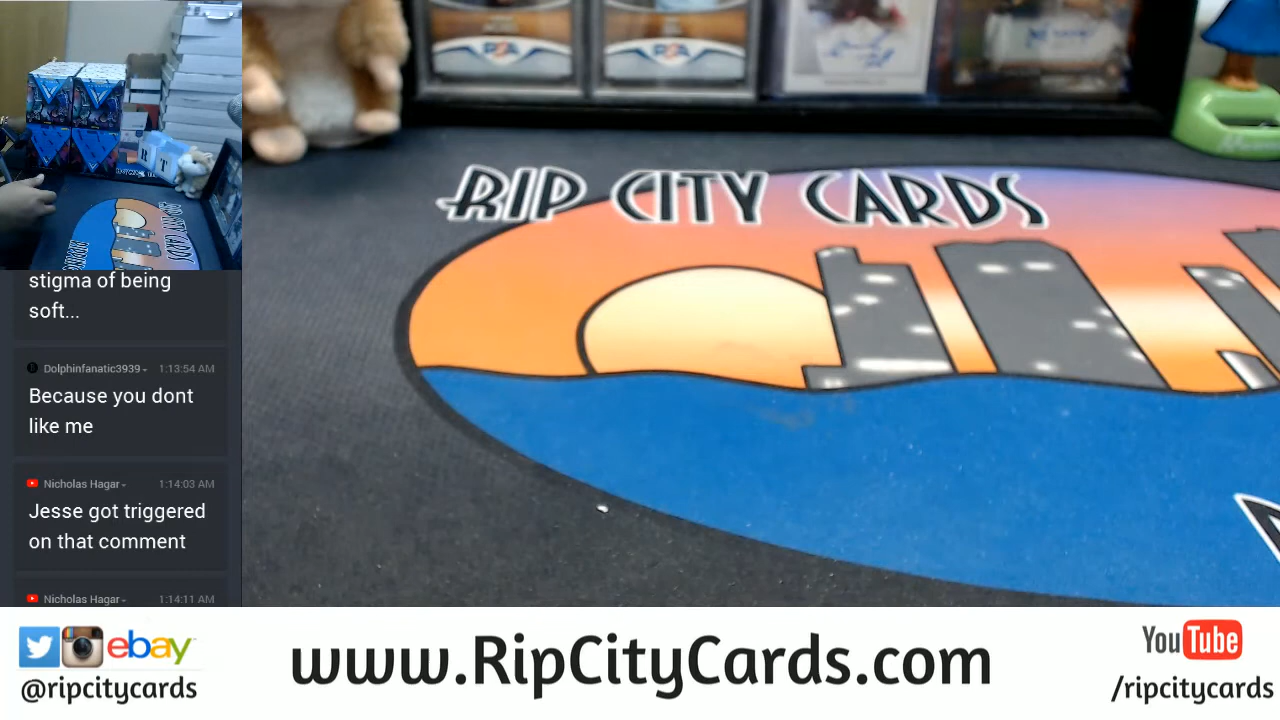 RIP CITY CARDS
stigma of being
soft...
Dolphinfanatic3939 1:13:54 AM
Because you dont
like me
Nicholas Hagar 1:14:03 AM
Jesse got triggered
on that comment
Nicholas Hagar 1:14:11 AM
ebay
@ripcitycards
www.RipCityCards.com
YouTube
/ripcitycards